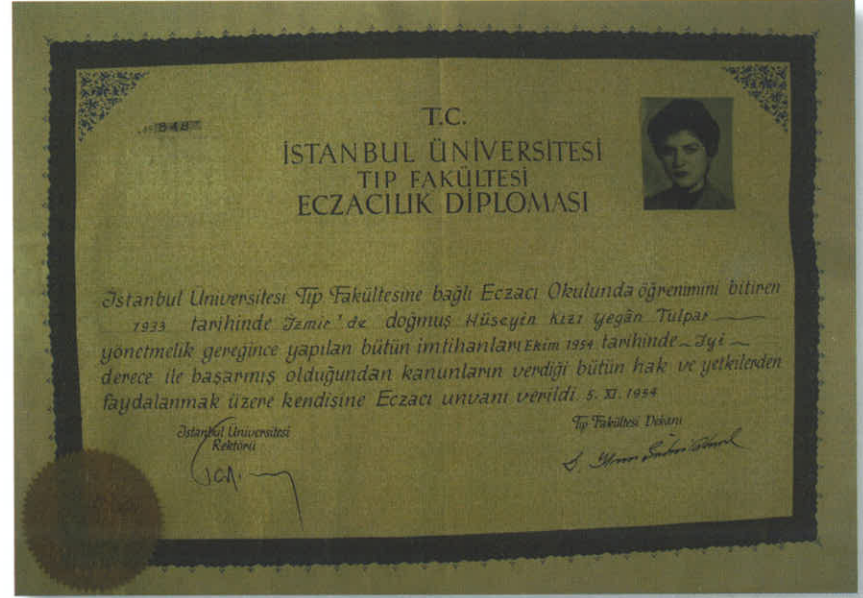 848
T.C.
İSTANBUL ÜNİVERSİTESİ
TIP FAKÜLTESİ
ECZACILIK DİPLOMASI
İstanbul Üniversitesi Tıp Fakültesine bağlı Eczacı Okulunda öğrenimini bitiren
1933 tarihinde İzmir'de doğmuş Hüseyin Kızı Yegân Tulpar
yönetmelik gereğince yapılan bütün imtihanları Ekim 1954 tarihinde İyi
derece ile başarmış olduğundan kanunların verdiği bütün hak ve yetkilerden
faydalanmak üzere kendisine Eczacı unvanı verildi. 5. XI. 1954
İstanbul Üniversitesi
Rektörü
Tıp Fakültesi Dekanı